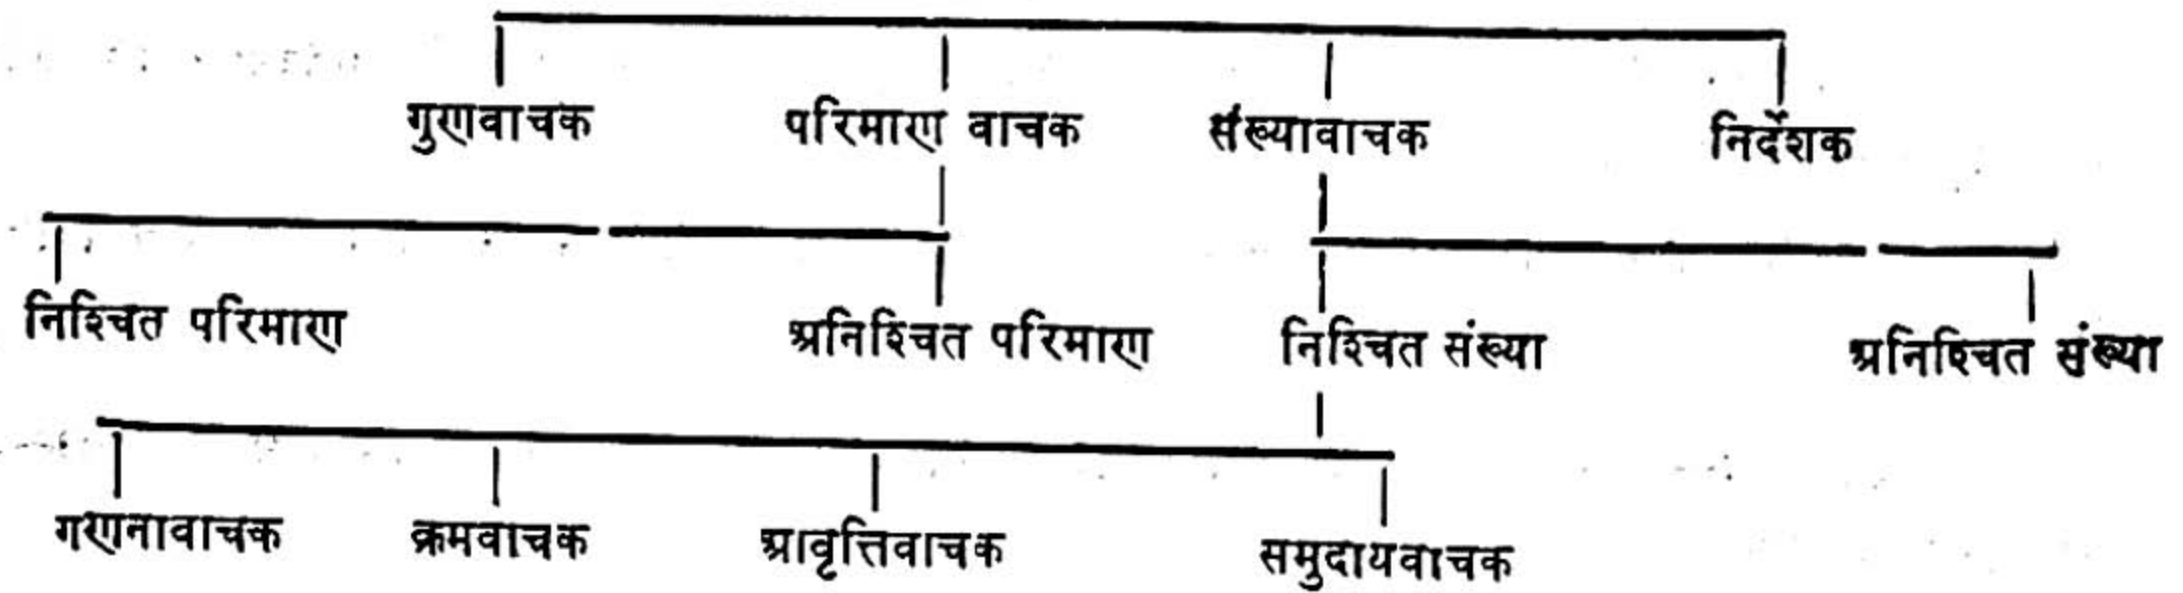 गुणवाचक परिमाण वाचक संख्यावाचक निर्देशक
निश्चित परिमाण अनिश्चित परिमाण निश्चित संख्या अनिश्चित संख्या
गणनावाचक क्रमवाचक आवृत्तिवाचक समुदायवाचक